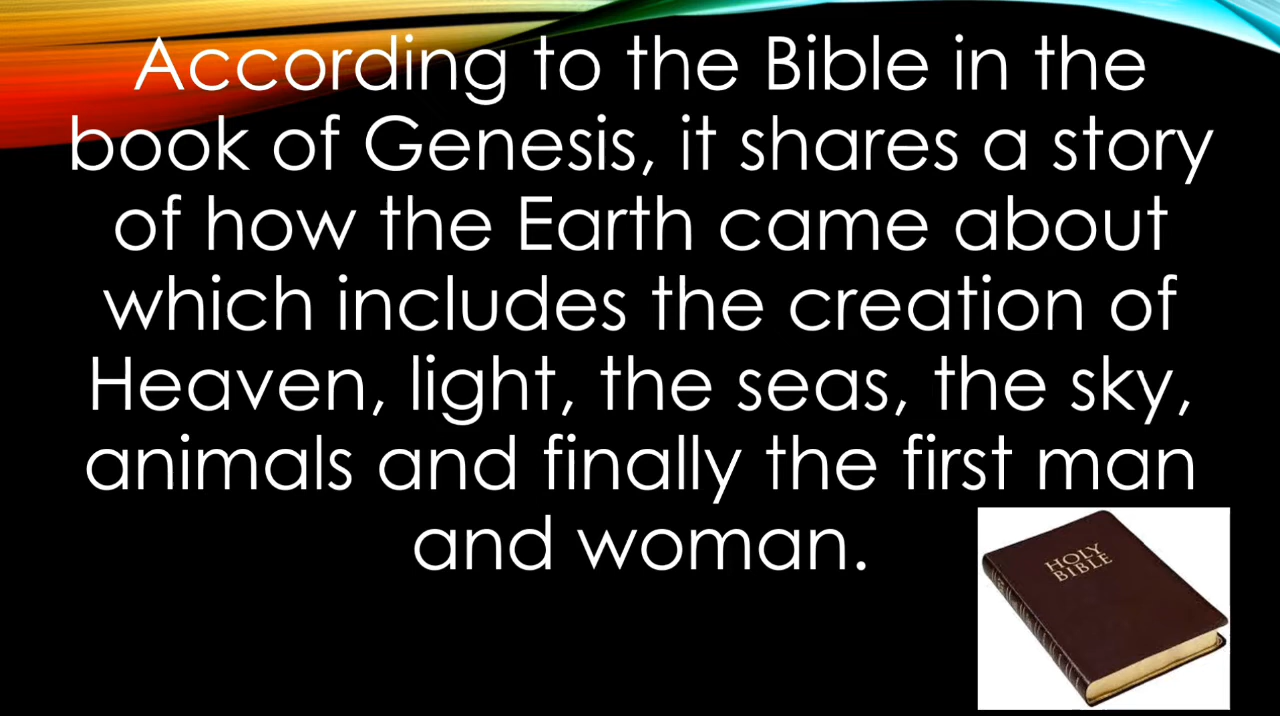 According to the Bible in the
book of Genesis, it shares a story
of how the Earth came about
which includes the creation of
Heaven, light, the seas, the sky,
animals and finally the first man
and woman.
HOLY
BIBLE